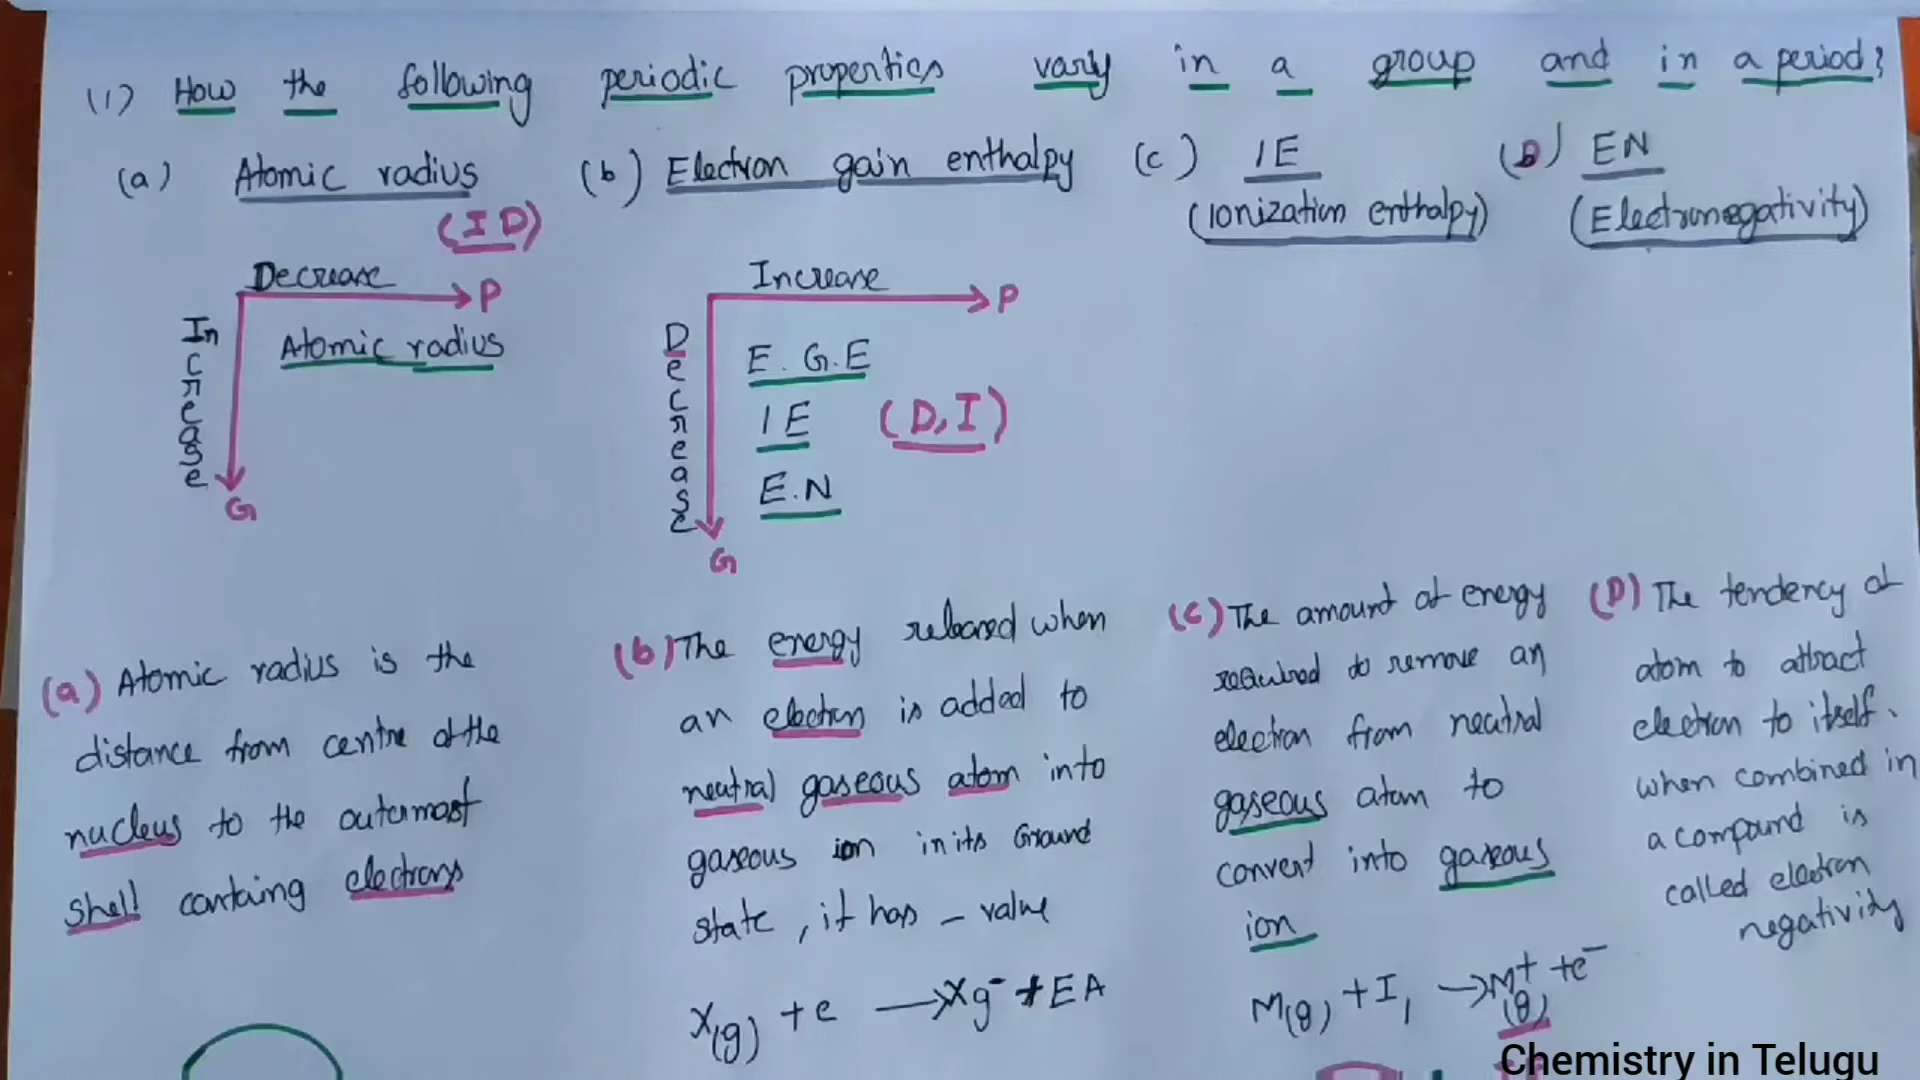 (1) How the following periodic properties vary in a group and in a period?
(a) Atomic radius (b) Electron gain enthalpy (c) IE (D) EN
(ID) (Ionization enthalpy) (Electronegativity)
Decrease P
Increase
Atomic radius
G
Increase P
Decrease
E.G.E
IE (D,I)
E.N
G
(a) Atomic radius is the
distance from centre of the
nucleus to the outermost
shell containg electrons
(b) The energy released when
an electron is added to
neutral gaseous atom into
gaseous ion in its Ground
state, it has - value
X(g) + e → Xg⁻ + EA
(C) The amount of energy
required to remove an
electron from neutral
gaseous atom to
convert into gaseous
ion
M(g) + I₁ → M⁺(g) + e⁻
(D) The tendency of
atom to attract
electron to itself.
when combined in
a compound is
called electron
negativity
Chemistry in Telugu